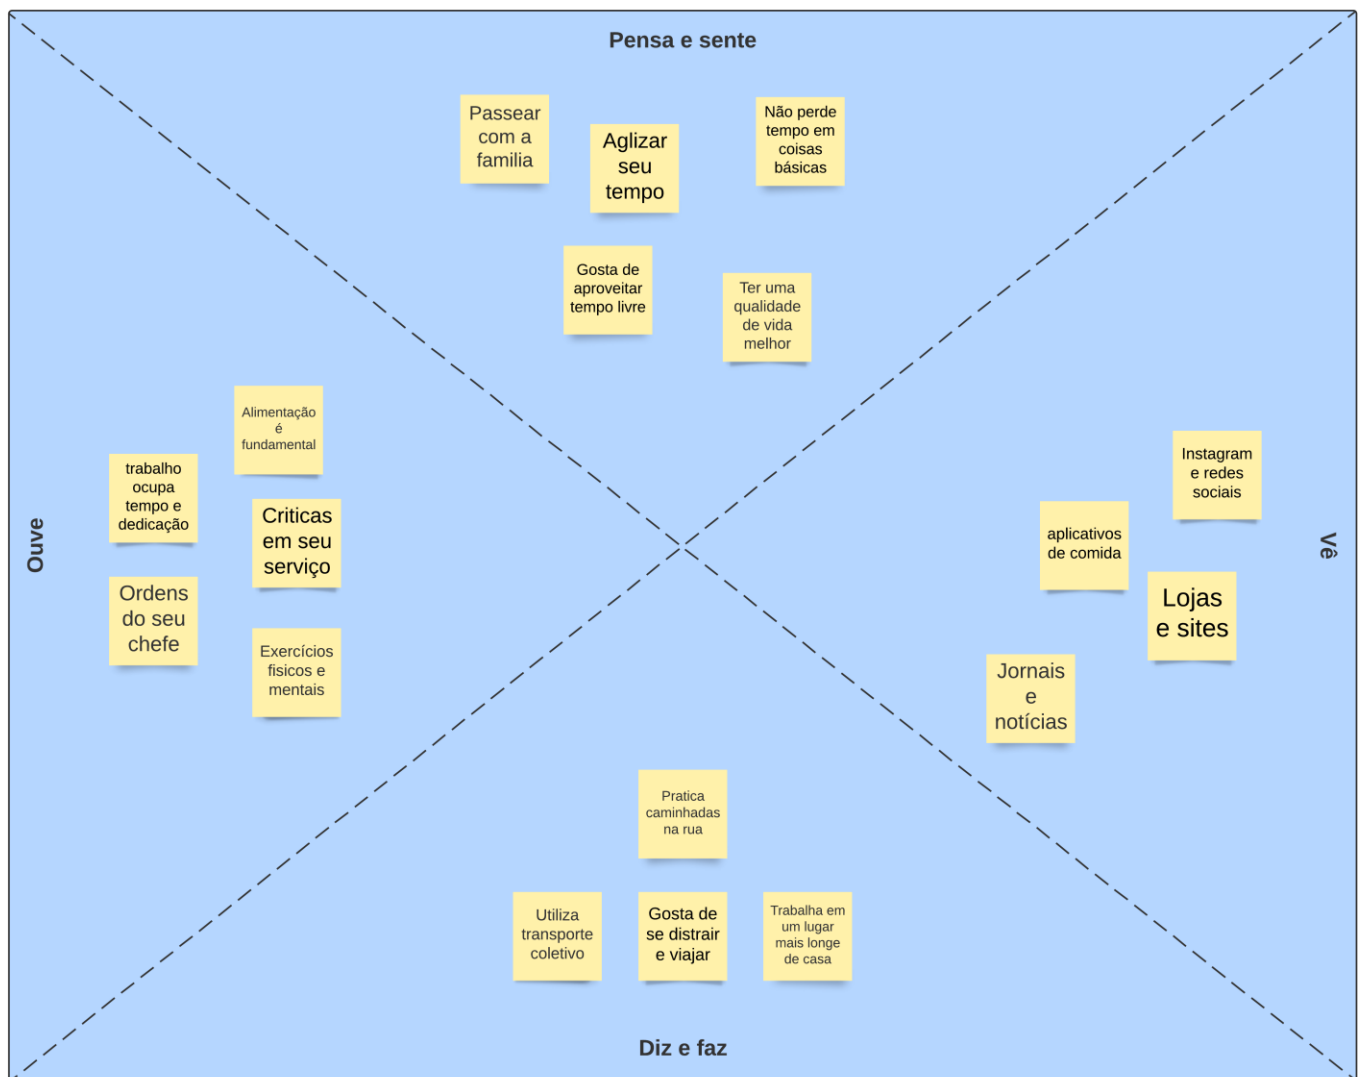 Pensa e sente
Passear
com a
familia
Aglizar
seu
tempo
Não perde
tempo em
coisas
básicas
Gosta de
aproveitar
tempo livre
Ter uma
qualidade
de vida
melhor
Ouve
Alimentação
é
fundamental
trabalho
ocupa
tempo e
dedicação
Criticas
em seu
serviço
Ordens
do seu
chefe
Exercícios
fisicos e
mentais
Vê
Instagram
e redes
sociais
aplicativos
de comida
Lojas
e sites
Jornais
e
notícias
Pratica
caminhadas
na rua
Utiliza
transporte
coletivo
Gosta de
se distrair
e viajar
Trabalha em
um lugar
mais longe
de casa
Diz e faz